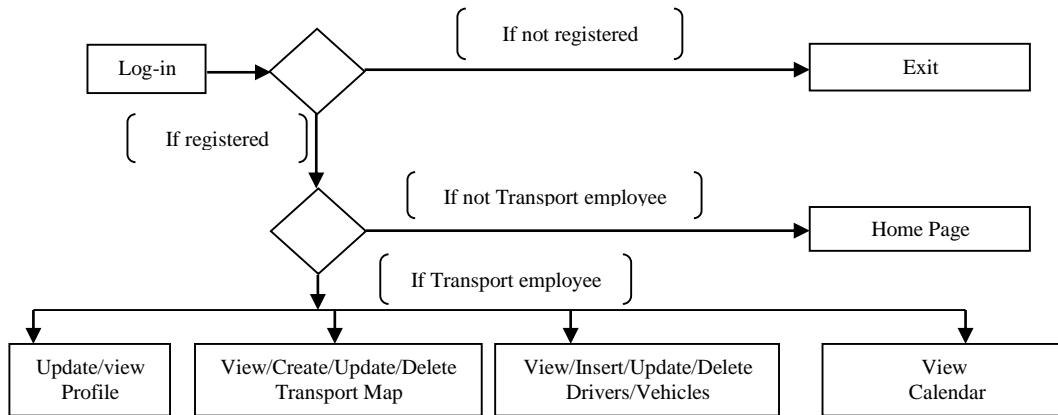 If not registered
Log-in
Exit
If registered
If not Transport employee
Home Page
If Transport employee
Update/view
Profile
View/Create/Update/Delete
Transport Map
View/Insert/Update/Delete
Drivers/Vehicles
View
Calendar